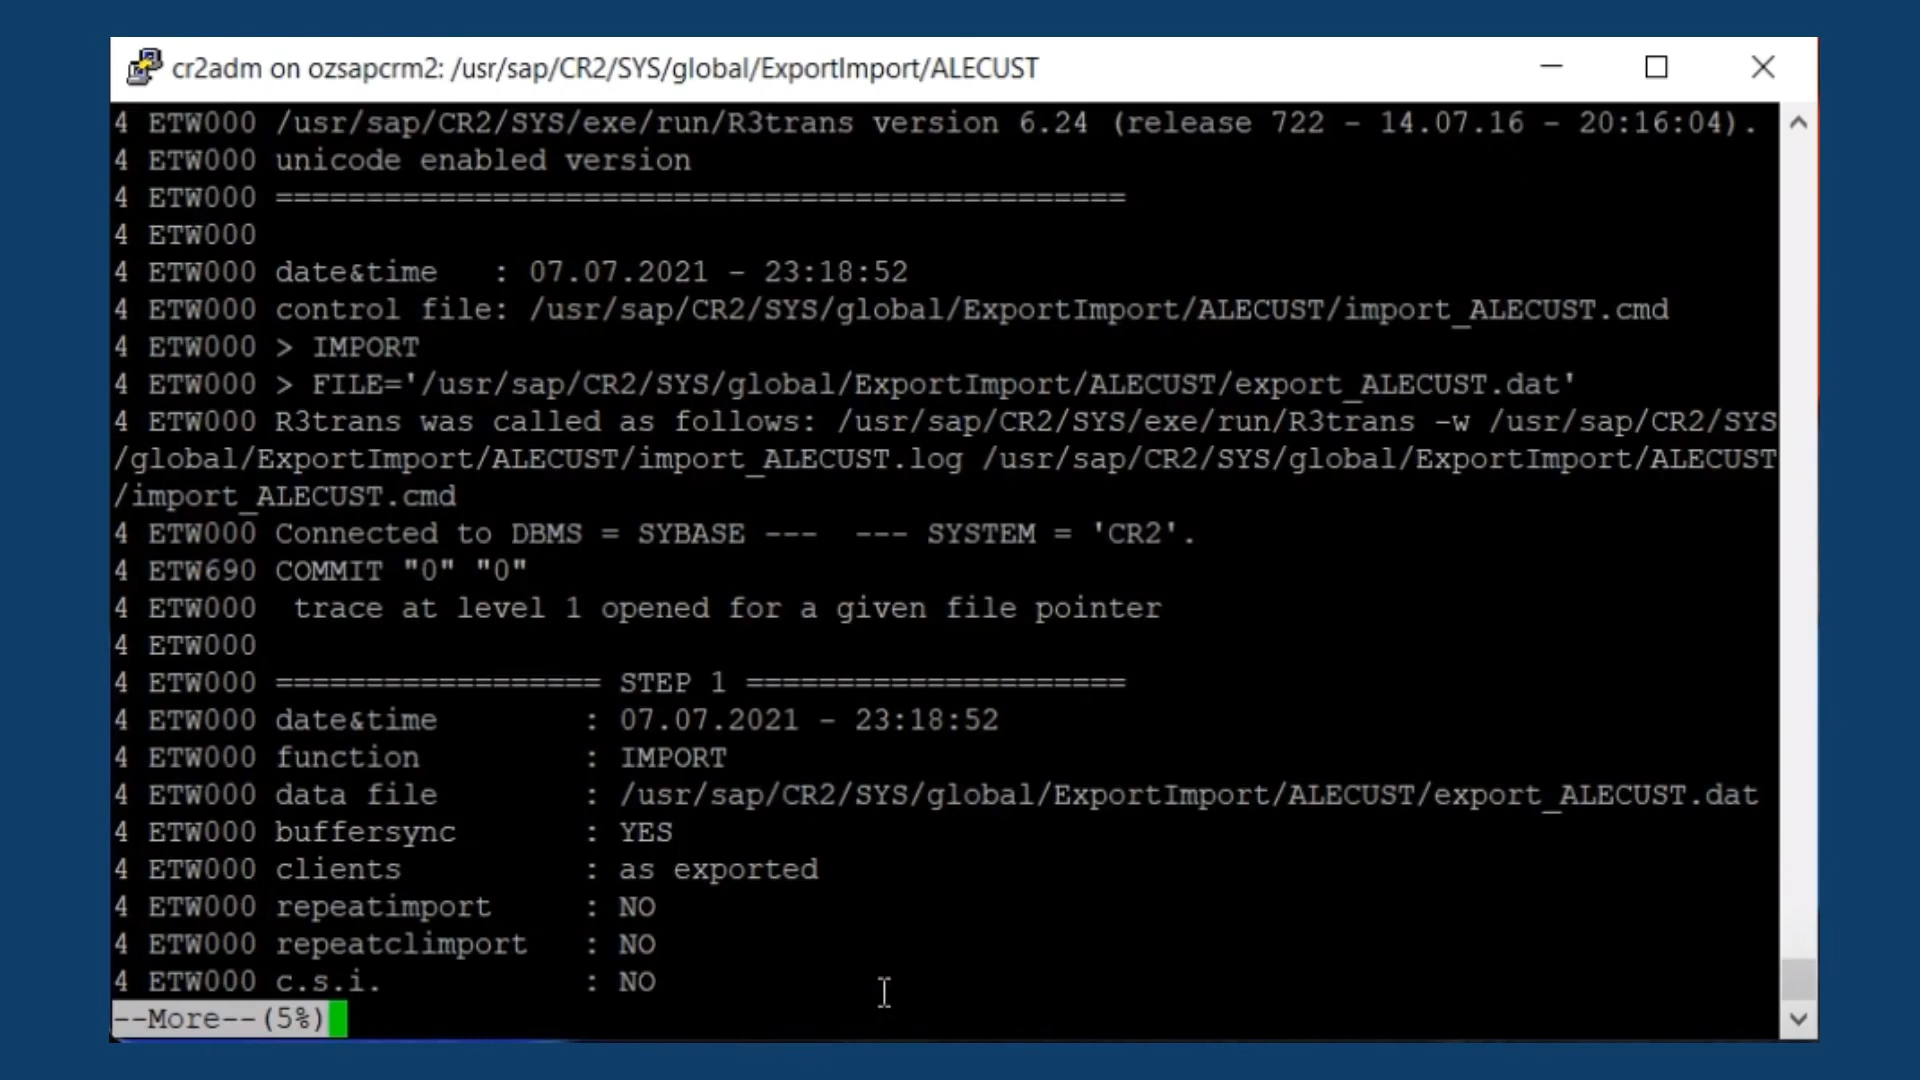 cr2adm on ozsapcrm2: /usr/sap/CR2/SYS/global/ExportImport/ALECUST
4 ETW000 /usr/sap/CR2/SYS/exe/run/R3trans version 6.24 (release 722 - 14.07.16 - 20:16:04).
4 ETW000 unicode enabled version
4 ETW000 ===============================================
4 ETW000
4 ETW000 date&time   : 07.07.2021 - 23:18:52
4 ETW000 control file: /usr/sap/CR2/SYS/global/ExportImport/ALECUST/import_ALECUST.cmd
4 ETW000 > IMPORT
4 ETW000 > FILE='/usr/sap/CR2/SYS/global/ExportImport/ALECUST/export_ALECUST.dat'
4 ETW000 R3trans was called as follows: /usr/sap/CR2/SYS/exe/run/R3trans -w /usr/sap/CR2/SYS
/global/ExportImport/ALECUST/import_ALECUST.log /usr/sap/CR2/SYS/global/ExportImport/ALECUST
/import_ALECUST.cmd
4 ETW000 Connected to DBMS = SYBASE ---  --- SYSTEM = 'CR2'.
4 ETW690 COMMIT "0" "0"
4 ETW000  trace at level 1 opened for a given file pointer
4 ETW000
4 ETW000 ================== STEP 1 =====================
4 ETW000 date&time        : 07.07.2021 - 23:18:52
4 ETW000 function         : IMPORT
4 ETW000 data file        : /usr/sap/CR2/SYS/global/ExportImport/ALECUST/export_ALECUST.dat
4 ETW000 buffersync       : YES
4 ETW000 clients          : as exported
4 ETW000 repeatimport     : NO
4 ETW000 repeatclimport   : NO
4 ETW000 c.s.i.           : NO
--More--(5%)